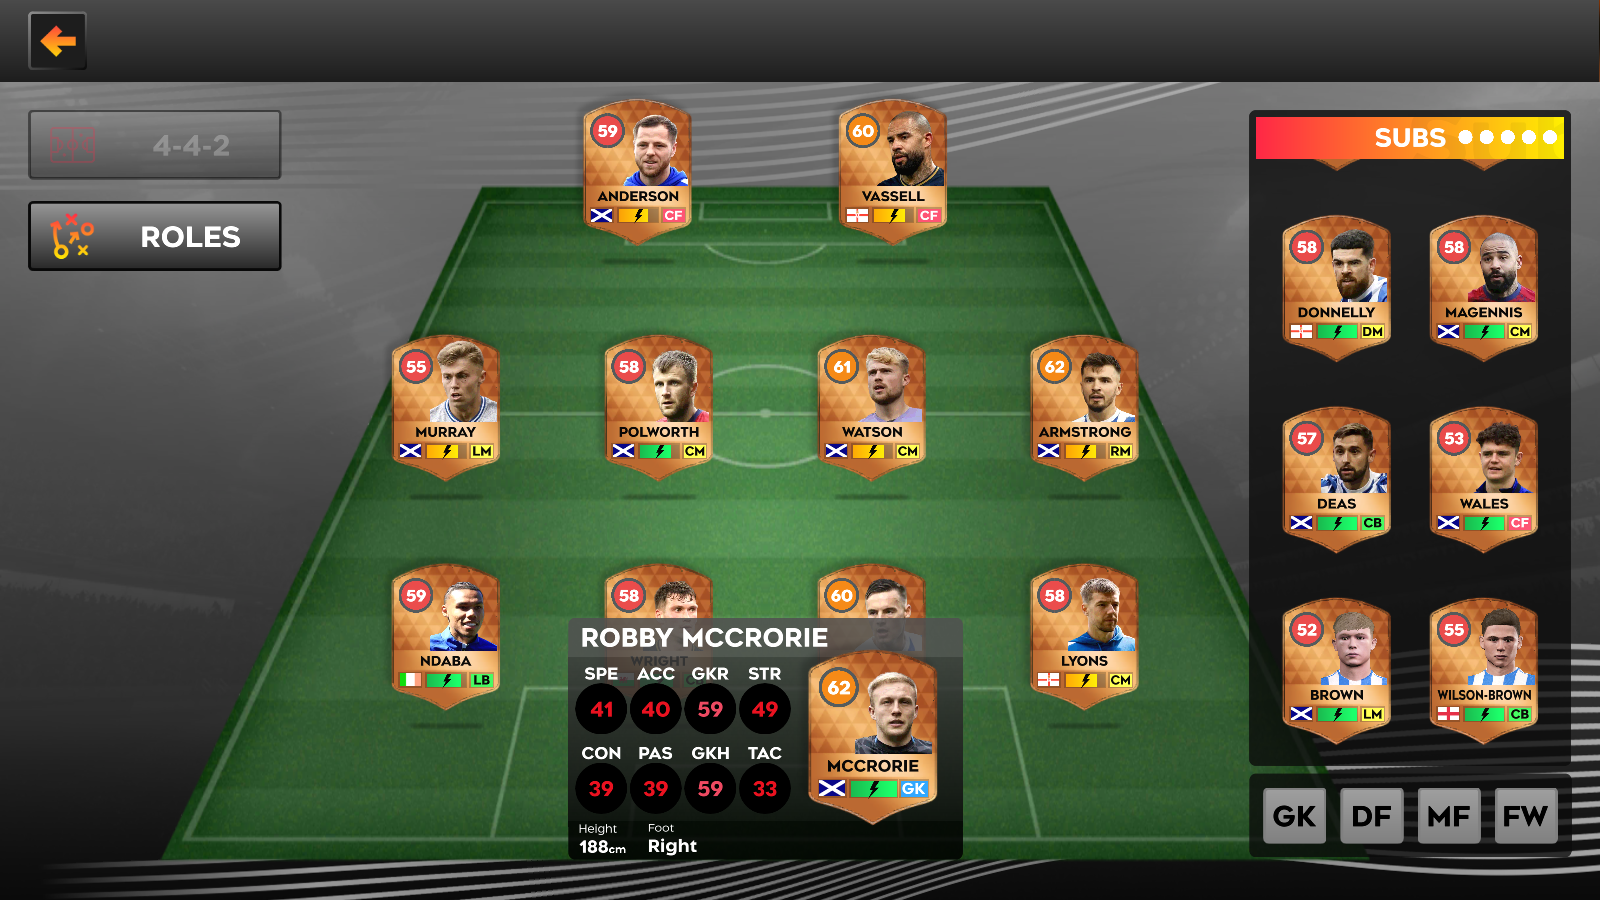 4-4-2
ROLES
59
ANDERSON
CF
60
VASSELL
CF
55
MURRAY
LM
58
POLWORTH
CM
61
WATSON
CM
62
ARMSTRONG
RM
59
NDABA
LB
58
WRIGHT
60
58
LYONS
CM
ROBBY MCCRORIE
SPE ACC GKR STR
41 40 59 49
CON PAS GKH TAC
39 39 59 33
Height Foot
188cm Right
62
MCCRORIE
GK
SUBS
58
DONNELLY
DM
58
MAGENNIS
CM
57
DEAS
CB
53
WALES
CF
52
BROWN
LM
55
WILSON-BROWN
CB
GK DF MF FW